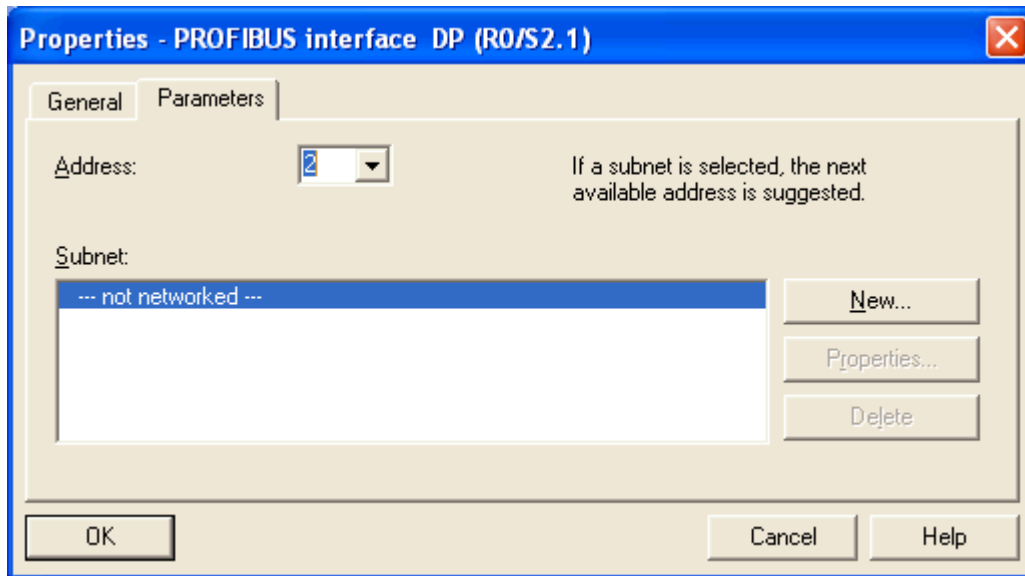 Properties - PROFIBUS interface DP (R0/S2.1)
General Parameters
Address: 2 If a subnet is selected, the next
available address is suggested.
Subnet:
--- not networked ---
New...
Properties...
Delete
OK Cancel Help